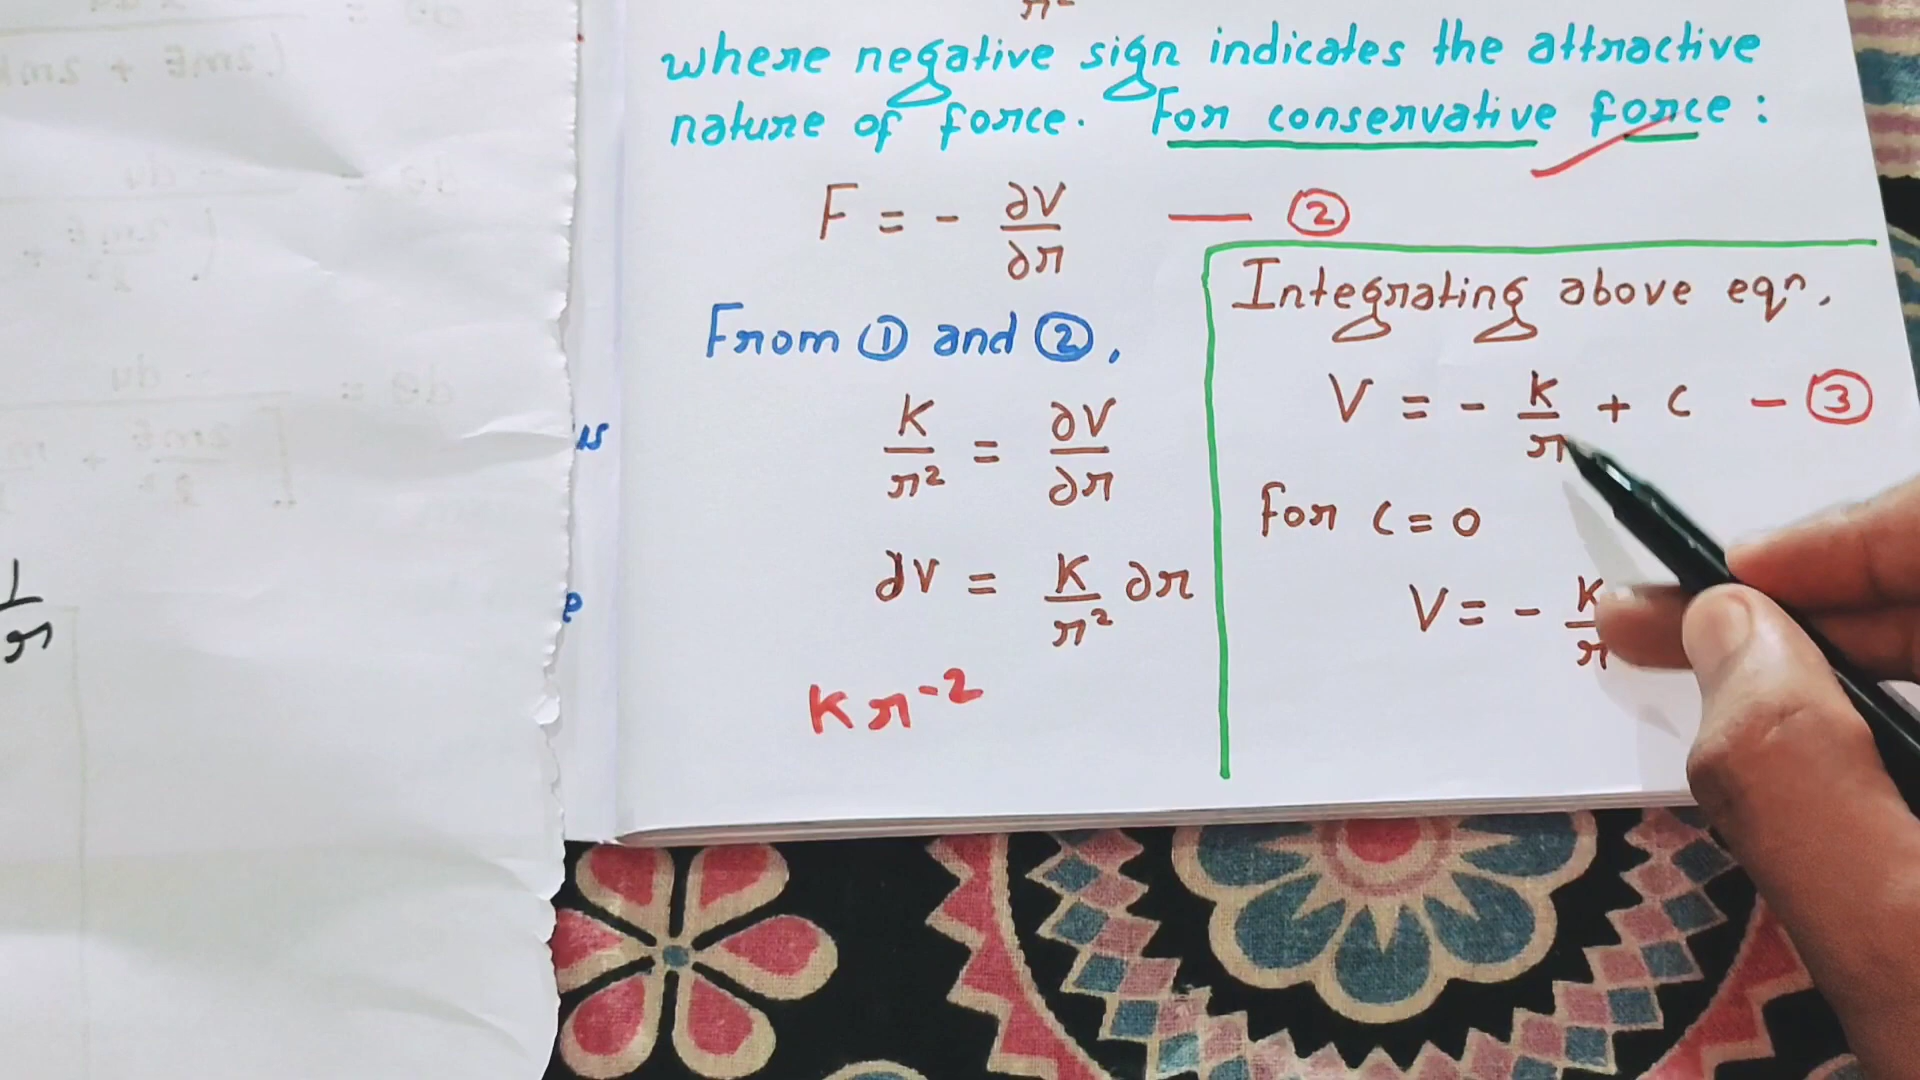 where negative sign indicates the attractive
nature of force. For conservative force :
F = - ∂V/∂r — ②
From ① and ②,
K/r² = ∂V/∂r
∂V = K/r² ∂r
K r⁻²
Integrating above eqⁿ.
V = - K/r + C - ③
For C = 0
V = - K/r